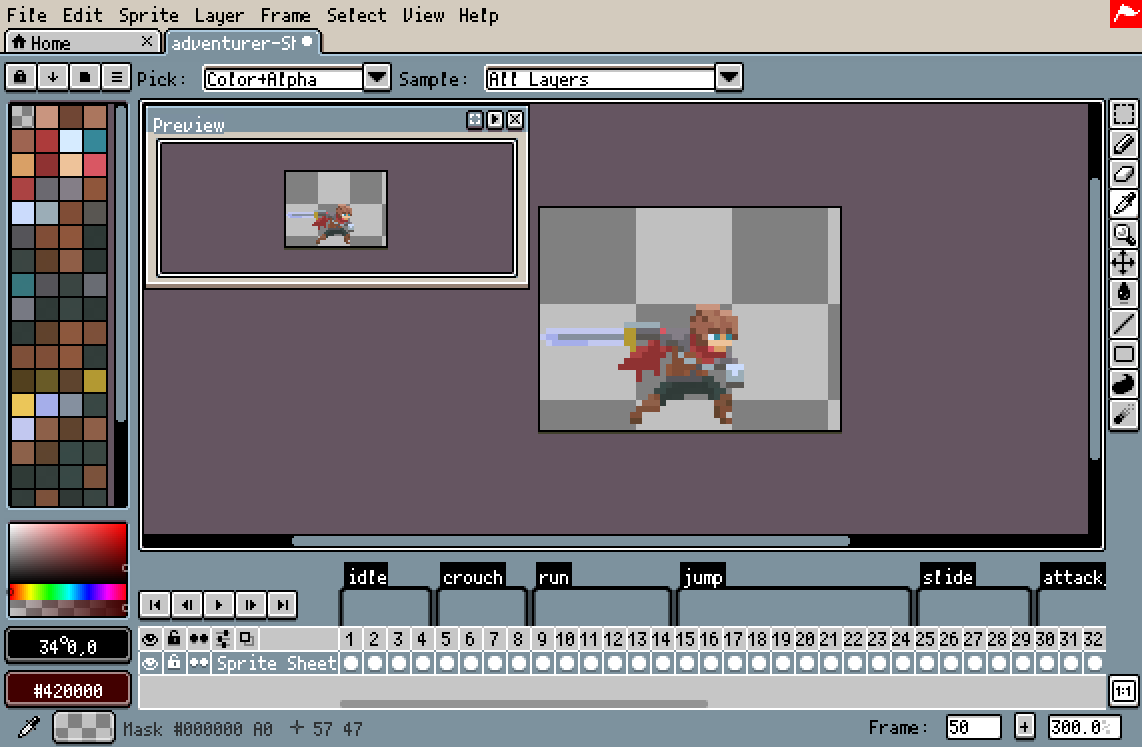 File Edit Sprite Layer Frame Select View Help
Home adventurer-Sh
Pick: Color+Alpha Sample: All Layers
Preview
idle crouch run jump slide attack
1 2 3 4 5 6 7 8 9 10 11 12 13 14 15 16 17 18 19 20 21 22 23 24 25 26 27 28 29 30 31 32
34°0,0
Sprite Sheet
#420000
1:1
Mask #000000 A0 57 47
Frame: 50 + 300.0